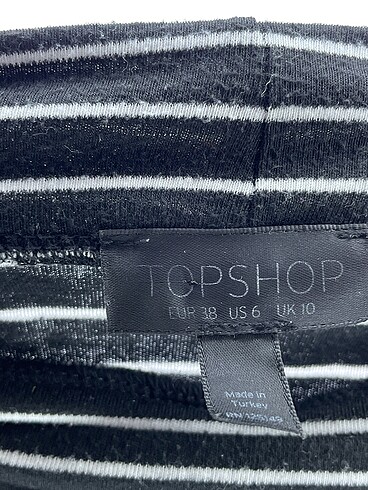 TOPSHOP
EUR 38 US 6 UK 10
Made in
Turkey